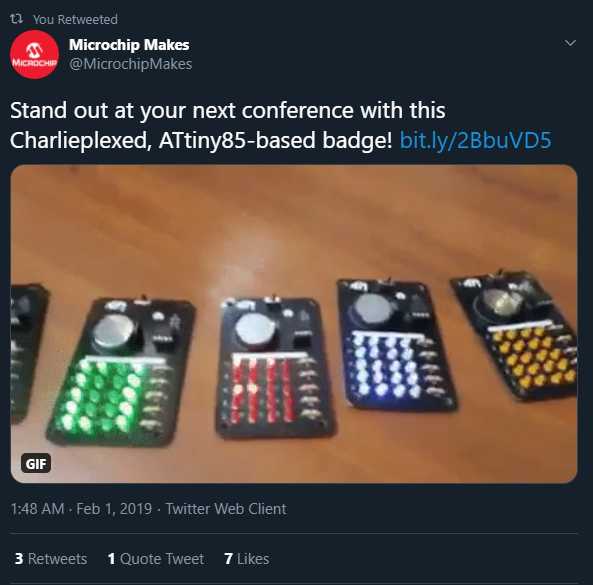 You Retweeted
MICROCHIP
Microchip Makes
@MicrochipMakes
Stand out at your next conference with this
Charlieplexed, ATtiny85-based badge! bit.ly/2BbuVD5
GIF
1:48 AM · Feb 1, 2019 · Twitter Web Client
3 Retweets 1 Quote Tweet 7 Likes